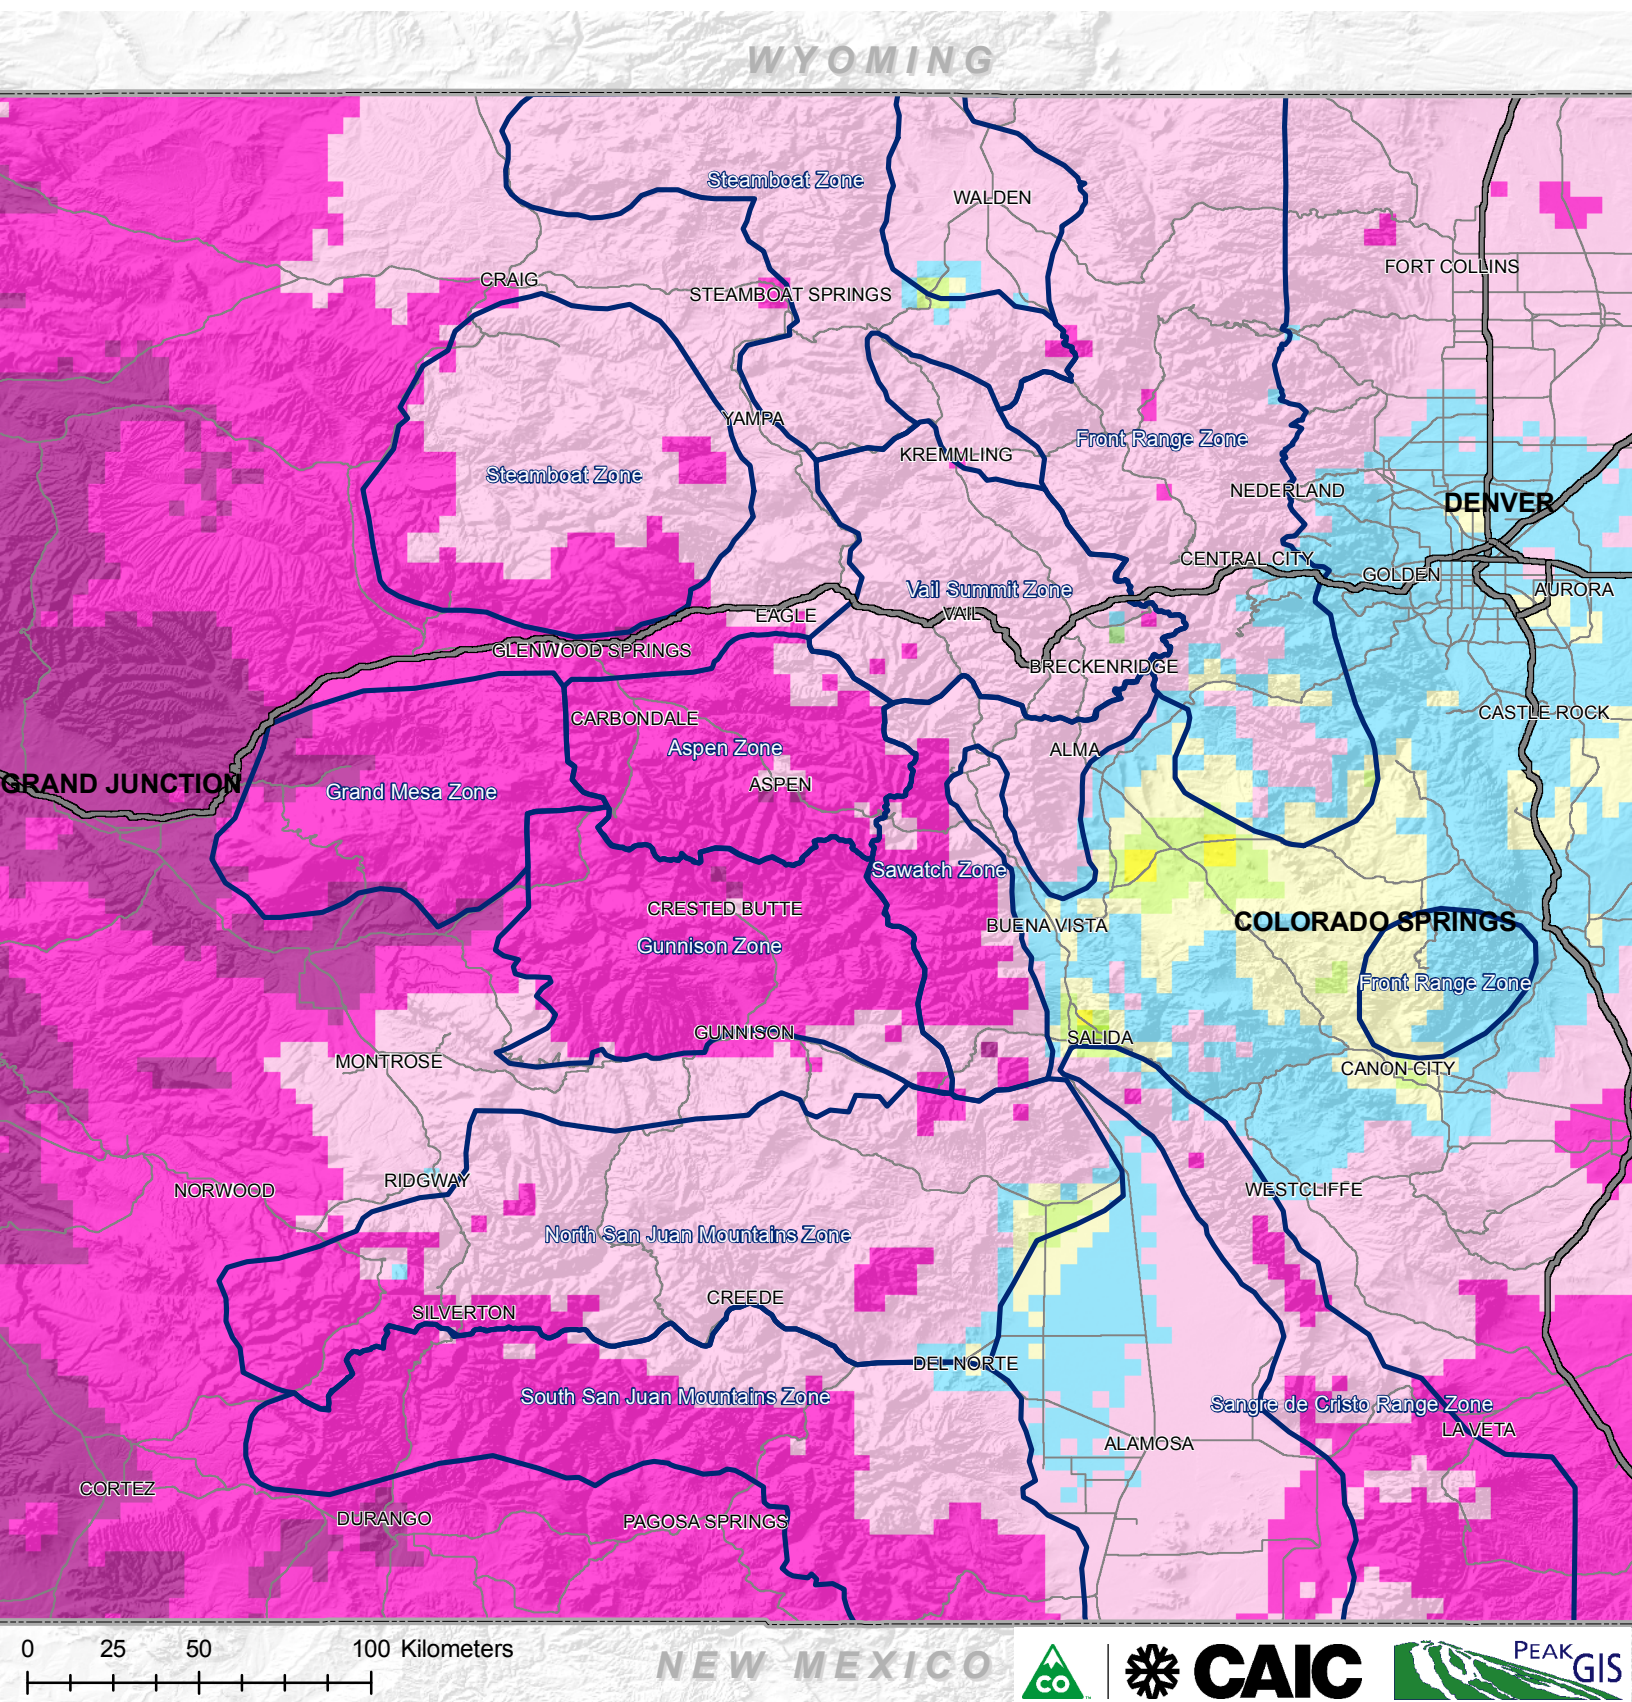 WYOMING
Steamboat Zone
WALDEN
FORT COLLINS
CRAIG
STEAMBOAT SPRINGS
YAMPA
Front Range Zone
KREMMLING
Steamboat Zone
NEDERLAND
DENVER
CENTRAL CITY
GOLDEN
AURORA
Vail Summit Zone
EAGLE
VAIL
GLENWOOD SPRINGS
BRECKENRIDGE
CASTLE ROCK
CARBONDALE
Aspen Zone
ALMA
GRAND JUNCTION
ASPEN
Grand Mesa Zone
Sawatch Zone
CRESTED BUTTE
BUENA VISTA
COLORADO SPRINGS
Gunnison Zone
Front Range Zone
GUNNISON
SALIDA
MONTROSE
CANON CITY
RIDGWAY
NORWOOD
WESTCLIFFE
North San Juan Mountains Zone
CREEDE
SILVERTON
DEL NORTE
South San Juan Mountains Zone
Sangre de Cristo Range Zone
LA VETA
ALAMOSA
CORTEZ
DURANGO
PAGOSA SPRINGS
0 25 50 100 Kilometers
NEW MEXICO
CO
CAIC
PEAK GIS